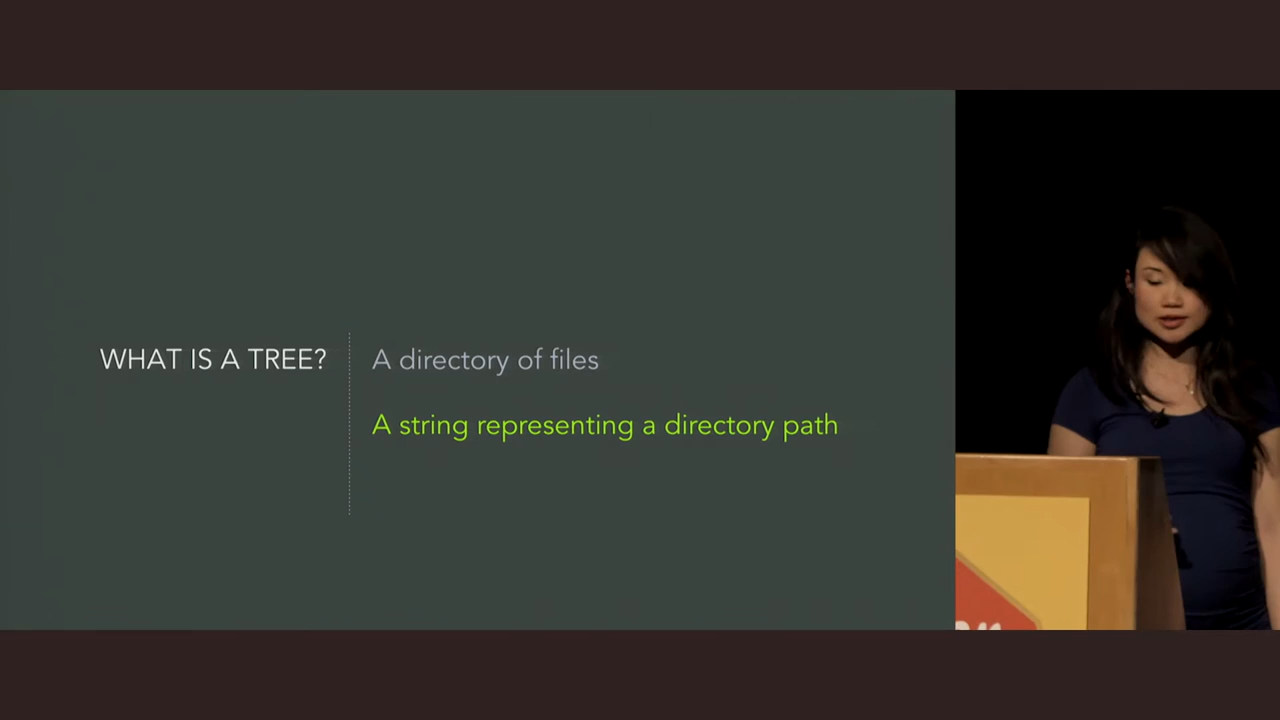 WHAT IS A TREE?
A directory of files
A string representing a directory path